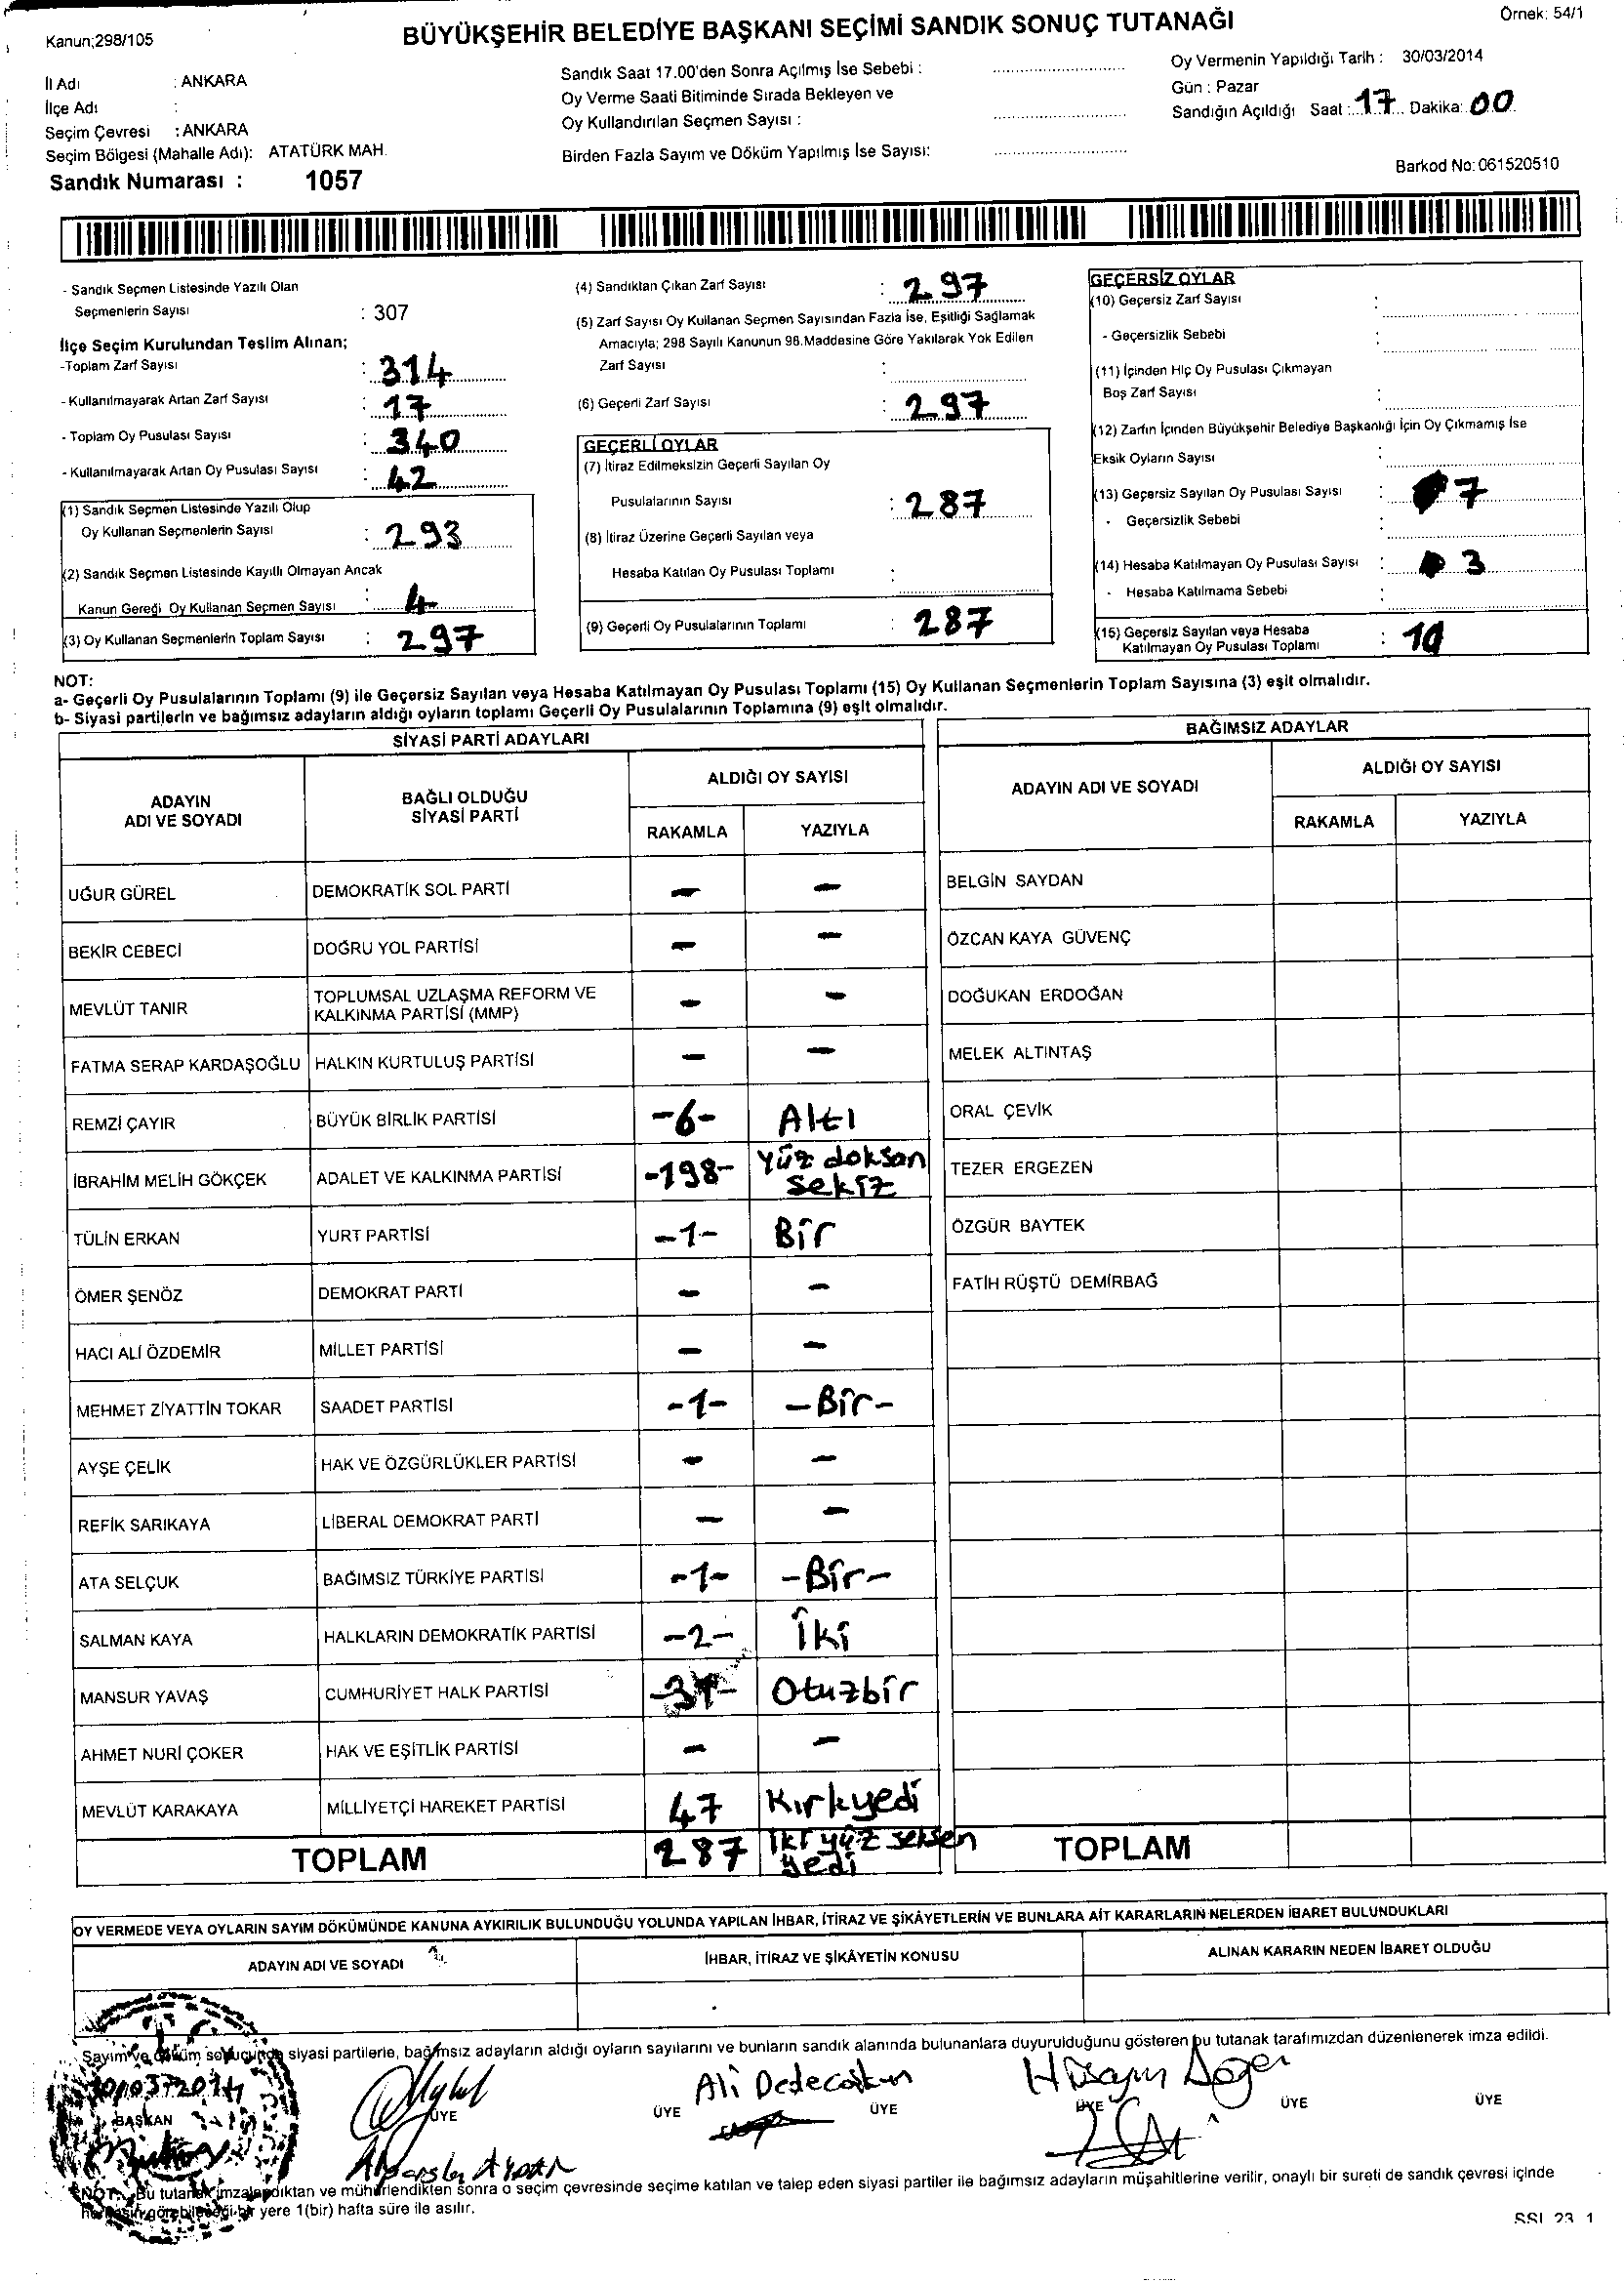 Kanun;298/105
BÜYÜKŞEHİR BELEDİYE BAŞKANI SEÇİMİ SANDIK SONUÇ TUTANAĞI
Örnek: 54/1
İl Adı : ANKARA
İlçe Adı :
Seçim Çevresi : ANKARA
Seçim Bölgesi (Mahalle Adı): ATATÜRK MAH.
Sandık Numarası : 1057
Sandık Saat 17.00'den Sonra Açılmış İse Sebebi :
Oy Verme Saati Bitiminde Sırada Bekleyen ve
Oy Kullandırılan Seçmen Sayısı :
Birden Fazla Sayım ve Döküm Yapılmış İse Sayısı:
Oy Vermenin Yapıldığı Tarih : 30/03/2014
Gün : Pazar
Sandığın Açıldığı Saat : 17 Dakika: 00
Barkod No: 061520510
- Sandık Seçmen Listesinde Yazılı Olan
Seçmenlerin Sayısı : 307
İlçe Seçim Kurulundan Teslim Alınan;
-Toplam Zarf Sayısı : 314
- Kullanılmayarak Artan Zarf Sayısı : 17
- Toplam Oy Pusulası Sayısı : 340
- Kullanılmayarak Artan Oy Pusulası Sayısı : 42
(1) Sandık Seçmen Listesinde Yazılı Olup
Oy Kullanan Seçmenlerin Sayısı : 293
(2) Sandık Seçmen Listesinde Kayıtlı Olmayan Ancak
Kanun Gereği Oy Kullanan Seçmen Sayısı : 4
(3) Oy Kullanan Seçmenlerin Toplam Sayısı : 297
(4) Sandıktan Çıkan Zarf Sayısı : 297
(5) Zarf Sayısı Oy Kullanan Seçmen Sayısından Fazla İse, Eşitliği Sağlamak
Amacıyla; 298 Sayılı Kanunun 98.Maddesine Göre Yakılarak Yok Edilen
Zarf Sayısı :
(6) Geçerli Zarf Sayısı : 297
GEÇERLİ OYLAR
(7) İtiraz Edilmeksizin Geçerli Sayılan Oy
Pusulalarının Sayısı : 287
(8) İtiraz Üzerine Geçerli Sayılan veya
Hesaba Katılan Oy Pusulası Toplamı :
(9) Geçerli Oy Pusulalarının Toplamı : 287
GEÇERSİZ OYLAR
(10) Geçersiz Zarf Sayısı :
- Geçersizlik Sebebi :
(11) İçinden Hiç Oy Pusulası Çıkmayan
Boş Zarf Sayısı :
(12) Zarfın İçinden Büyükşehir Belediye Başkanlığı İçin Oy Çıkmamış İse
Eksik Oyların Sayısı :
(13) Geçersiz Sayılan Oy Pusulası Sayısı : 7
- Geçersizlik Sebebi :
(14) Hesaba Katılmayan Oy Pusulası Sayısı : 3
- Hesaba Katılmama Sebebi :
(15) Geçersiz Sayılan veya Hesaba
Katılmayan Oy Pusulası Toplamı : 10
NOT:
a- Geçerli Oy Pusulalarının Toplamı (9) ile Geçersiz Sayılan veya Hesaba Katılmayan Oy Pusulası Toplamı (15) Oy Kullanan Seçmenlerin Toplam Sayısına (3) eşit olmalıdır.
b- Siyasi partilerin ve bağımsız adayların aldığı oyların toplamı Geçerli Oy Pusulalarının Toplamına (9) eşit olmalıdır.
SİYASİ PARTİ ADAYLARI
ADAYIN
ADI VE SOYADI
BAĞLI OLDUĞU
SİYASİ PARTİ
ALDIĞI OY SAYISI
RAKAMLA YAZIYLA
UĞUR GÜREL DEMOKRATİK SOL PARTİ - -
BEKİR CEBECİ DOĞRU YOL PARTİSİ - -
MEVLÜT TANIR TOPLUMSAL UZLAŞMA REFORM VE
KALKINMA PARTİSİ (MMP) - -
FATMA SERAP KARDAŞOĞLU HALKIN KURTULUŞ PARTİSİ - -
REMZİ ÇAYIR BÜYÜK BİRLİK PARTİSİ -6- Altı
İBRAHİM MELİH GÖKÇEK ADALET VE KALKINMA PARTİSİ -198- Yüz doksan
sekiz
TÜLİN ERKAN YURT PARTİSİ -1- Bir
ÖMER ŞENÖZ DEMOKRAT PARTİ - -
HACI ALİ ÖZDEMİR MİLLET PARTİSİ - -
MEHMET ZİYATTİN TOKAR SAADET PARTİSİ -1- -Bir-
AYŞE ÇELİK HAK VE ÖZGÜRLÜKLER PARTİSİ - -
REFİK SARIKAYA LİBERAL DEMOKRAT PARTİ - -
ATA SELÇUK BAĞIMSIZ TÜRKİYE PARTİSİ -1- -Bir-
SALMAN KAYA HALKLARIN DEMOKRATİK PARTİSİ -2- İki
MANSUR YAVAŞ CUMHURİYET HALK PARTİSİ -31- Otuzbir
AHMET NURİ ÇOKER HAK VE EŞİTLİK PARTİSİ - -
MEVLÜT KARAKAYA MİLLİYETÇİ HAREKET PARTİSİ 47 Kırkyedi
TOPLAM 287 İki yüz seksen
yedi
BAĞIMSIZ ADAYLAR
ADAYIN ADI VE SOYADI
ALDIĞI OY SAYISI
RAKAMLA YAZIYLA
BELGİN SAYDAN
ÖZCAN KAYA GÜVENÇ
DOĞUKAN ERDOĞAN
MELEK ALTINTAŞ
ORAL ÇEVİK
TEZER ERGEZEN
ÖZGÜR BAYTEK
FATİH RÜŞTÜ DEMİRBAĞ
TOPLAM
OY VERMEDE VEYA OYLARIN SAYIM DÖKÜMÜNDE KANUNA AYKIRILIK BULUNDUĞU YOLUNDA YAPILAN İHBAR, İTİRAZ VE ŞİKÂYETLERİN VE BUNLARA AİT KARARLARIN NELERDEN İBARET BULUNDUKLARI
ADAYIN ADI VE SOYADI
İHBAR, İTİRAZ VE ŞİKÂYETİN KONUSU
ALINAN KARARIN NEDEN İBARET OLDUĞU
Sayım ve döküm sonucunda siyasi partilerle, bağımsız adayların aldığı oyların sayılarını ve bunların sandık alanında bulunanlara duyurulduğunu gösteren bu tutanak tarafımızdan düzenlenerek imza edildi.
BAŞKAN ÜYE ÜYE ÜYE ÜYE ÜYE ÜYE
NOT: Bu tutanak imzalandıktan ve mühürlendikten sonra o seçim çevresinde seçime katılan ve talep eden siyasi partiler ile bağımsız adayların müşahitlerine verilir, onaylı bir sureti de sandık çevresi içinde
herkesin görebileceği bir yere 1(bir) hafta süre ile asılır.